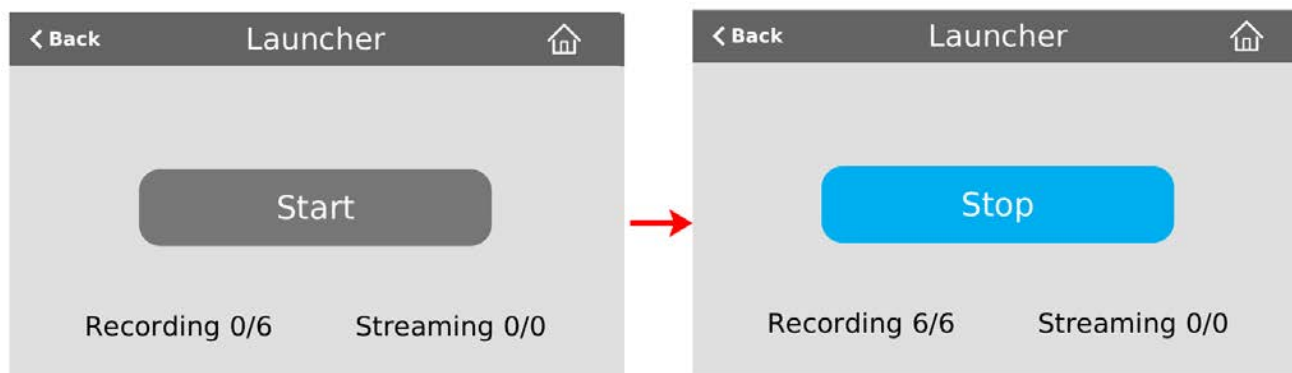 Back Launcher
Start
Recording 0/6 Streaming 0/0
Back Launcher
Stop
Recording 6/6 Streaming 0/0